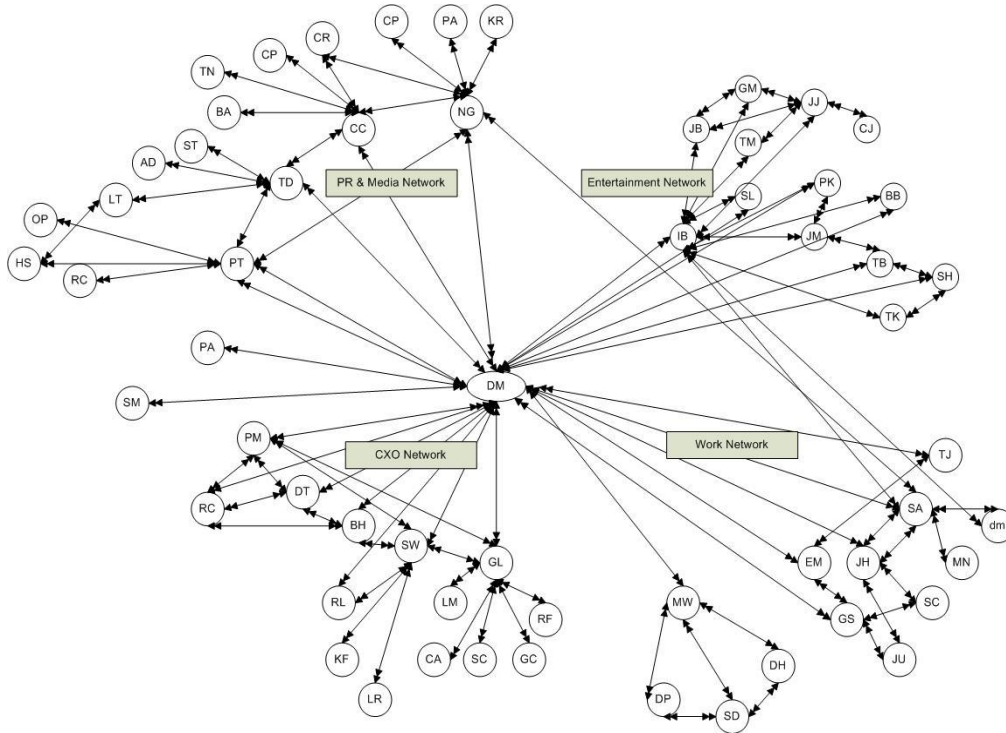 CP
PA
KR
CR
CP
TN
BA
CC
NG
ST
AD
LT
TD
PR & Media Network
OP
HS
RC
PT
GM
JJ
JB
CJ
TM
Entertainment Network
SL
PK
BB
IB
JM
TB
SH
TK
PA
SM
DM
PM
CXO Network
Work Network
TJ
DT
RC
BH
SW
SA
dm
GL
EM
JH
MN
RL
LM
RF
MW
GS
SC
KF
CA
SC
GC
DH
JU
LR
DP
SD